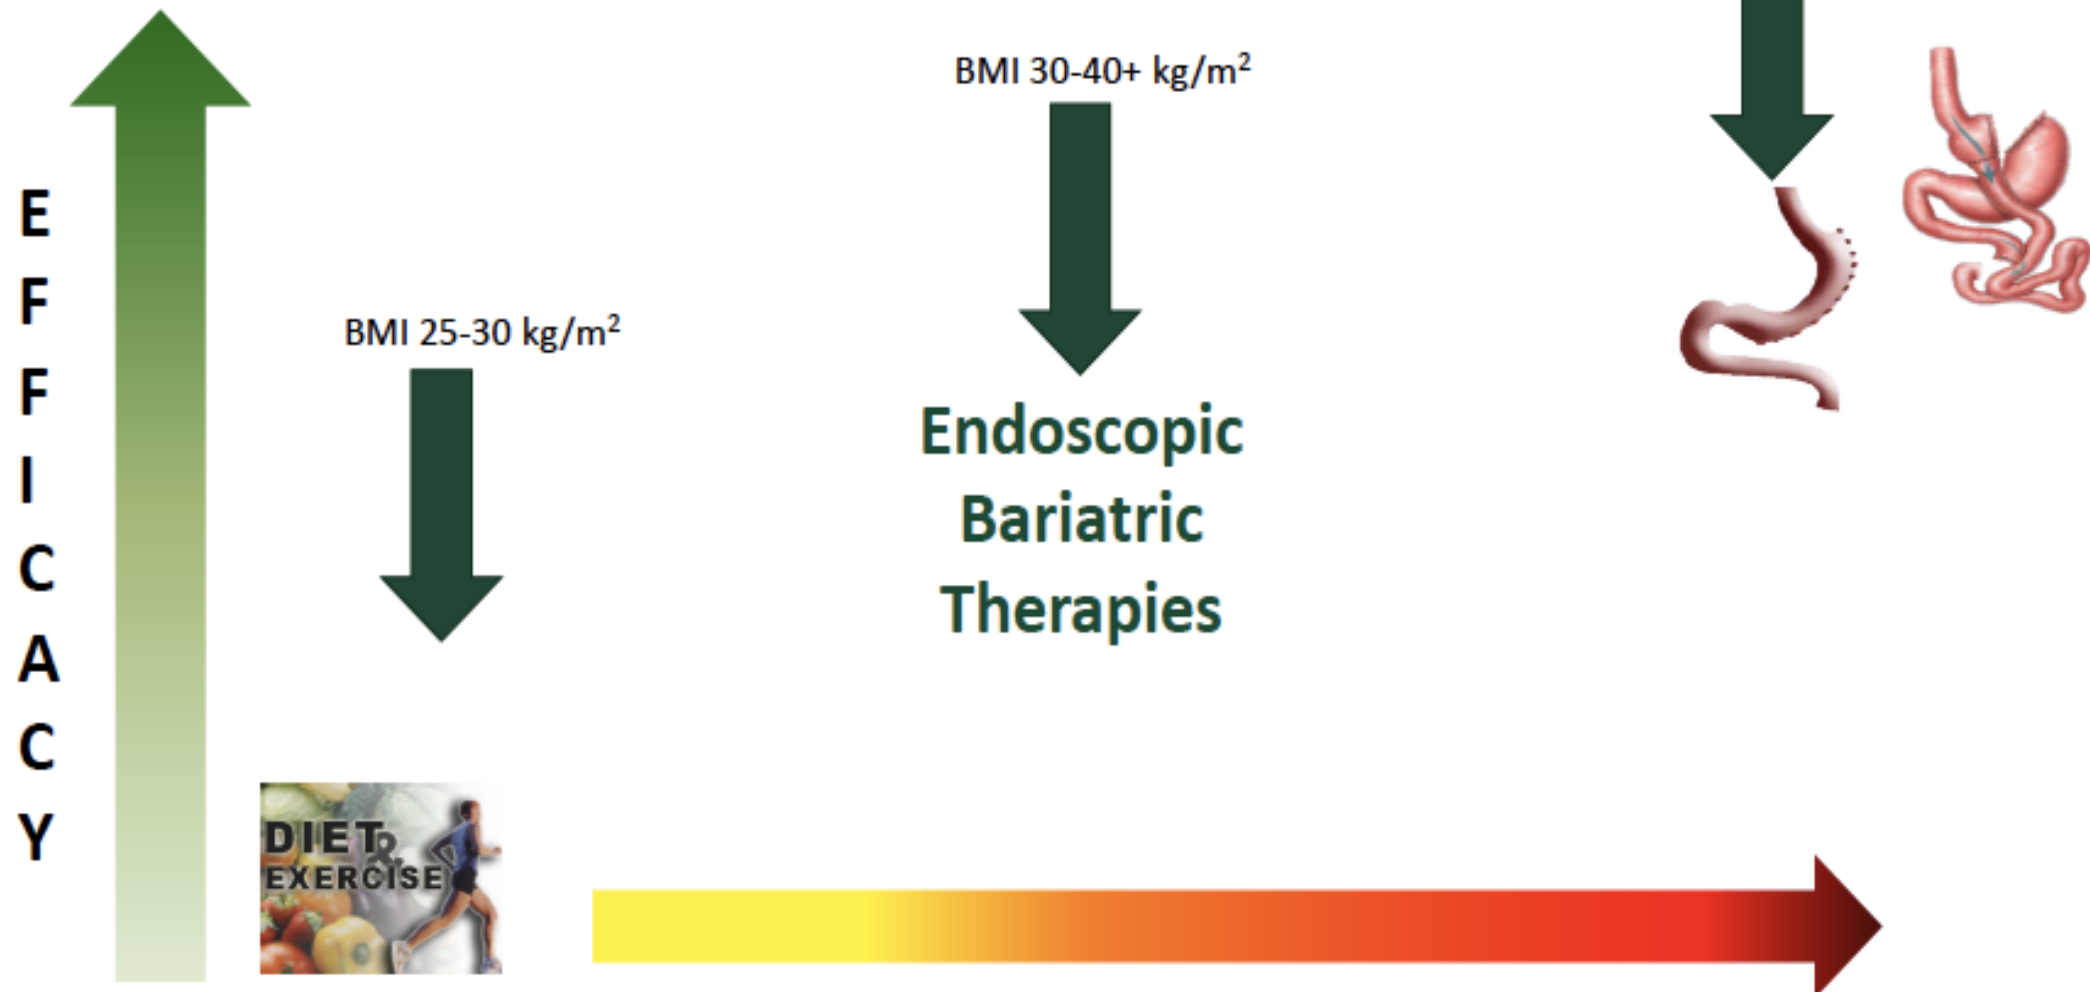 BMI 30-40+ kg/m²
BMI 25-30 kg/m²
E
F
F
I
C
A
C
Y
Endoscopic
Bariatric
Therapies
DIET &
EXERCISE